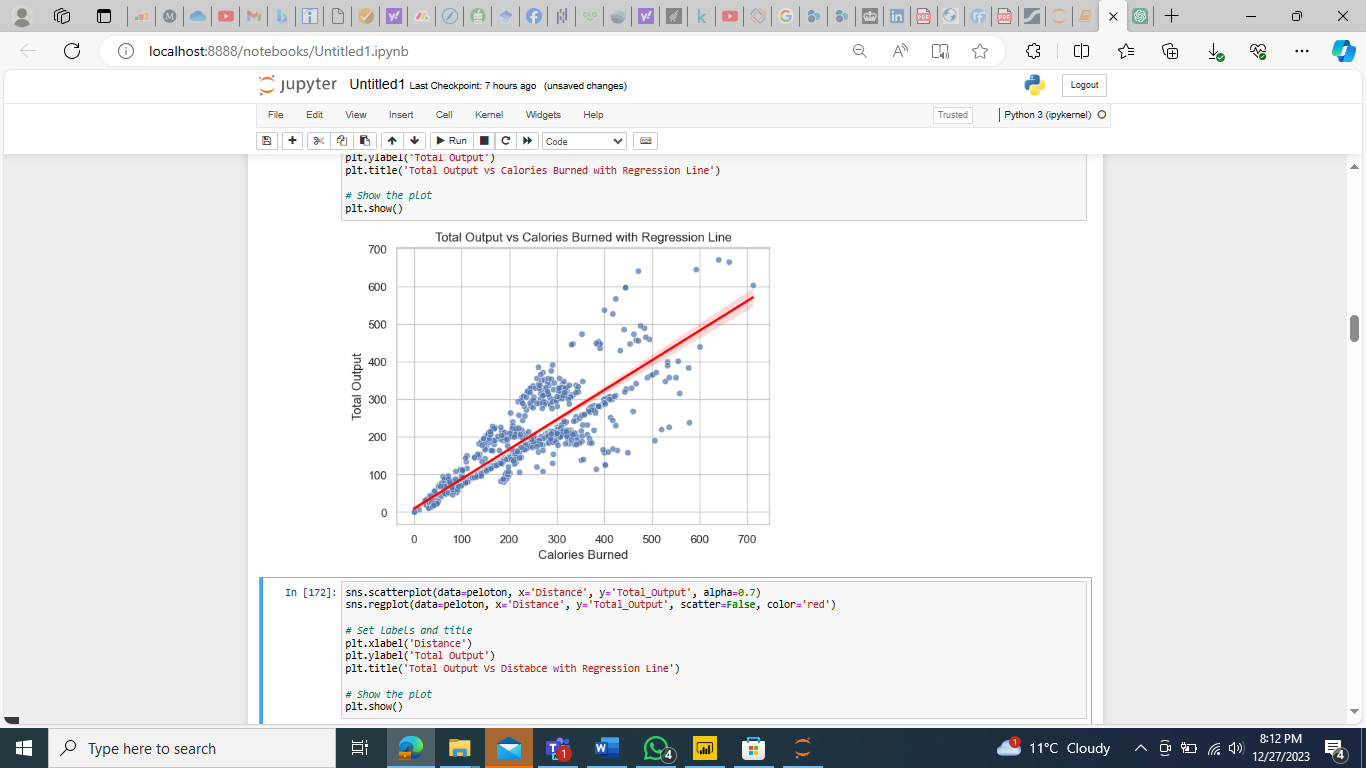 localhost:8888/notebooks/Untitled1.ipynb
jupyter Untitled1 Last Checkpoint: 7 hours ago (unsaved changes)
Logout
File Edit View Insert Cell Kernel Widgets Help
Trusted
Python 3 (ipykernel)
Run
Code
plt.ylabel('Total Output')
plt.title('Total Output vs Calories Burned with Regression Line')
# Show the plot
plt.show()
Total Output vs Calories Burned with Regression Line
700
600
500
400
300
200
100
0
Total Output
0 100 200 300 400 500 600 700
Calories Burned
In [172]:
sns.scatterplot(data=peloton, x='Distance', y='Total_Output', alpha=0.7)
sns.regplot(data=peloton, x='Distance', y='Total_Output', scatter=False, color='red')
# Set labels and title
plt.xlabel('Distance')
plt.ylabel('Total Output')
plt.title('Total Output Vs Distabce with Regression Line')
# Show the plot
plt.show()
Type here to search
1
4
1
11°C Cloudy
8:12 PM
12/27/2023
4